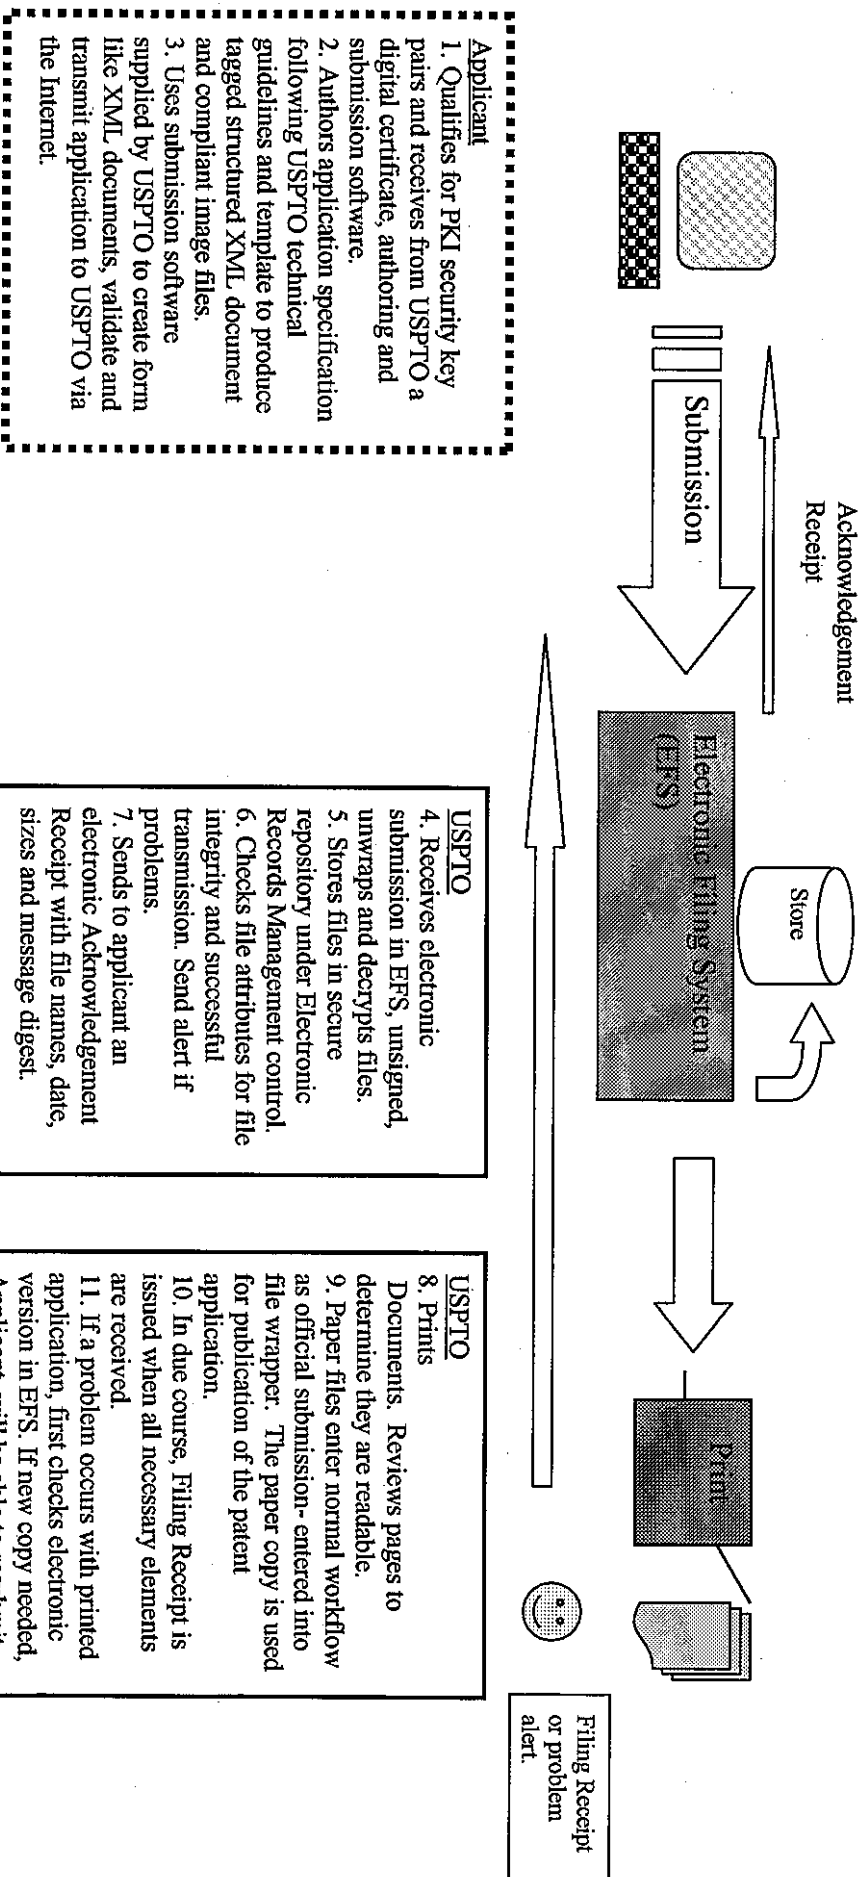 Acknowledgement
Receipt
Submission
Store
Electronic Filing System
(EFS)
Print
Filing Receipt
or problem
alert.
Applicant
1. Qualifies for PKI security key
pairs and receives from USPTO a
digital certificate, authoring and
submission software.
2. Authors application specification
following USPTO technical
guidelines and template to produce
tagged structured XML document
and compliant image files.
3. Uses submission software
supplied by USPTO to create form
like XML documents, validate and
transmit application to USPTO via
the Internet.
USPTO
4. Receives electronic
submission in EFS, unsigned,
unwraps and decrypts files.
5. Stores files in secure
repository under Electronic
Records Management control.
6. Checks file attributes for file
integrity and successful
transmission. Send alert if
problems.
7. Sends to applicant an
electronic Acknowledgement
Receipt with file names, date,
sizes and message digest.
USPTO
8. Prints
Documents. Reviews pages to
determine they are readable.
9. Paper files enter normal workflow
as official submission- entered into
file wrapper. The paper copy is used
for publication of the patent
application.
10. In due course, Filing Receipt is
issued when all necessary elements
are received.
11. If a problem occurs with printed
application, first checks electronic
version in EFS. If new copy needed,